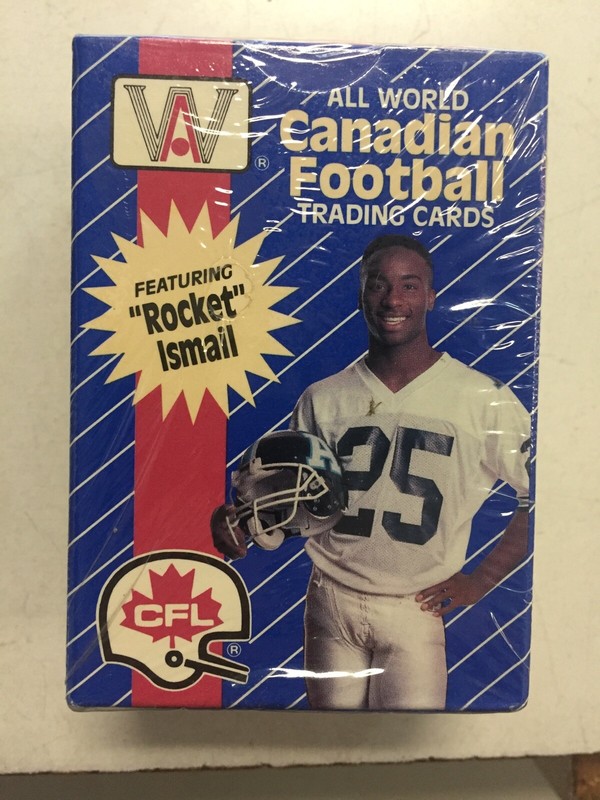 AW
®
ALL WORLD
Canadian
Football
TRADING CARDS
FEATURING
"Rocket"
Ismail
25
CFL
®